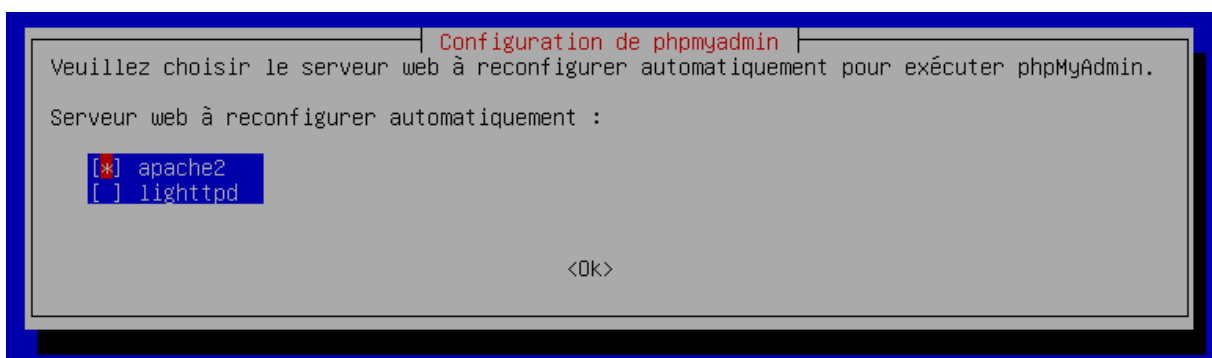 Configuration de phpmyadmin
Veuillez choisir le serveur web à reconfigurer automatiquement pour exécuter phpMyAdmin.
Serveur web à reconfigurer automatiquement :
[*] apache2
[ ] lighttpd
<Ok>